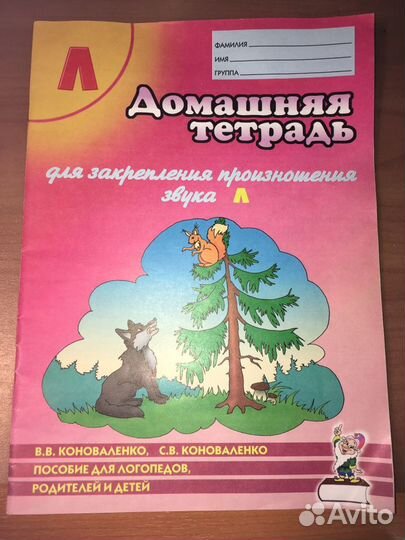 Л
ФАМИЛИЯ
ИМЯ
ГРУППА
Домашняя
тетрадь
для закрепления произношения
звука Л
В.В. КОНОВАЛЕНКО, С.В. КОНОВАЛЕНКО
ПОСОБИЕ ДЛЯ ЛОГОПЕДОВ,
РОДИТЕЛЕЙ И ДЕТЕЙ
Avito